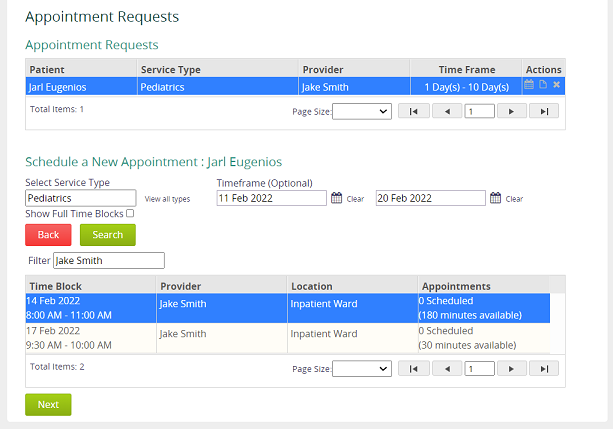 Appointment Requests
Appointment Requests
Patient Service Type Provider Time Frame Actions
Jarl Eugenios Pediatrics Jake Smith 1 Day(s) - 10 Day(s)
Total Items: 1 Page Size: 1
Schedule a New Appointment : Jarl Eugenios
Select Service Type Timeframe (Optional)
Pediatrics View all types 11 Feb 2022 Clear 20 Feb 2022 Clear
Show Full Time Blocks
Back Search
Filter Jake Smith
Time Block Provider Location Appointments
14 Feb 2022 Jake Smith Inpatient Ward 0 Scheduled
8:00 AM - 11:00 AM (180 minutes available)
17 Feb 2022 Jake Smith Inpatient Ward 0 Scheduled
9:30 AM - 10:00 AM (30 minutes available)
Total Items: 2 Page Size: 1
Next